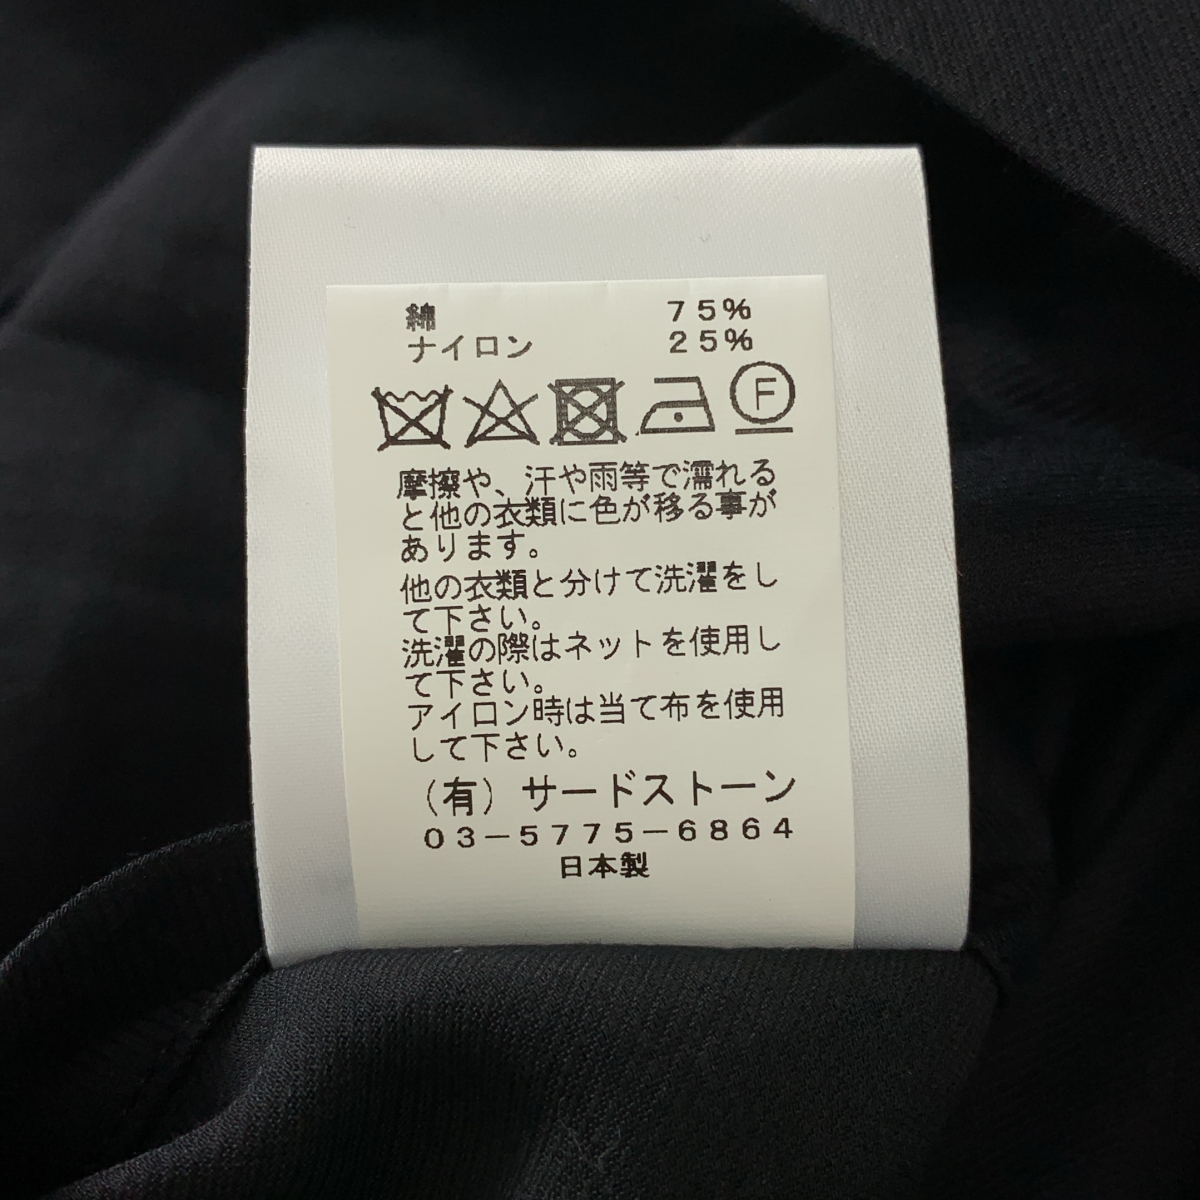 綿 75%
ナイロン 25%
F
摩擦や、汗や雨等で濡れる
と他の衣類に色が移る事が
あります。
他の衣類と分けて洗濯をし
て下さい。
洗濯の際はネットを使用し
て下さい。
アイロン時は当て布を使用
して下さい。
(有)サードストーン
03-5775-6864
日本製